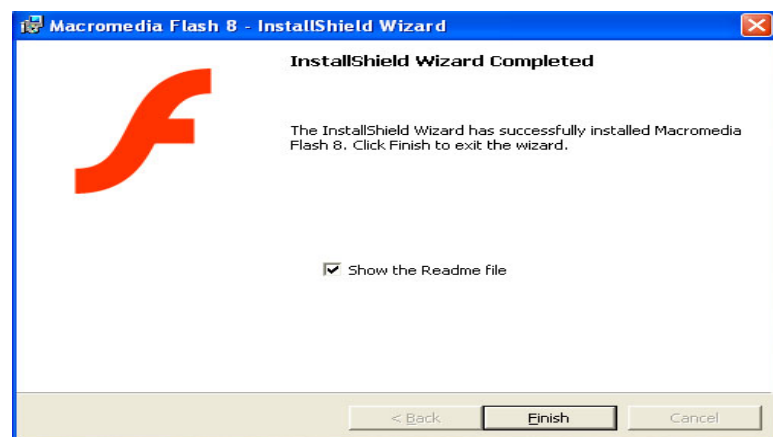 Macromedia Flash 8 - InstallShield Wizard
InstallShield Wizard Completed
The InstallShield Wizard has successfully installed Macromedia
Flash 8. Click Finish to exit the wizard.
Show the Readme file
< Back
Finish
Cancel